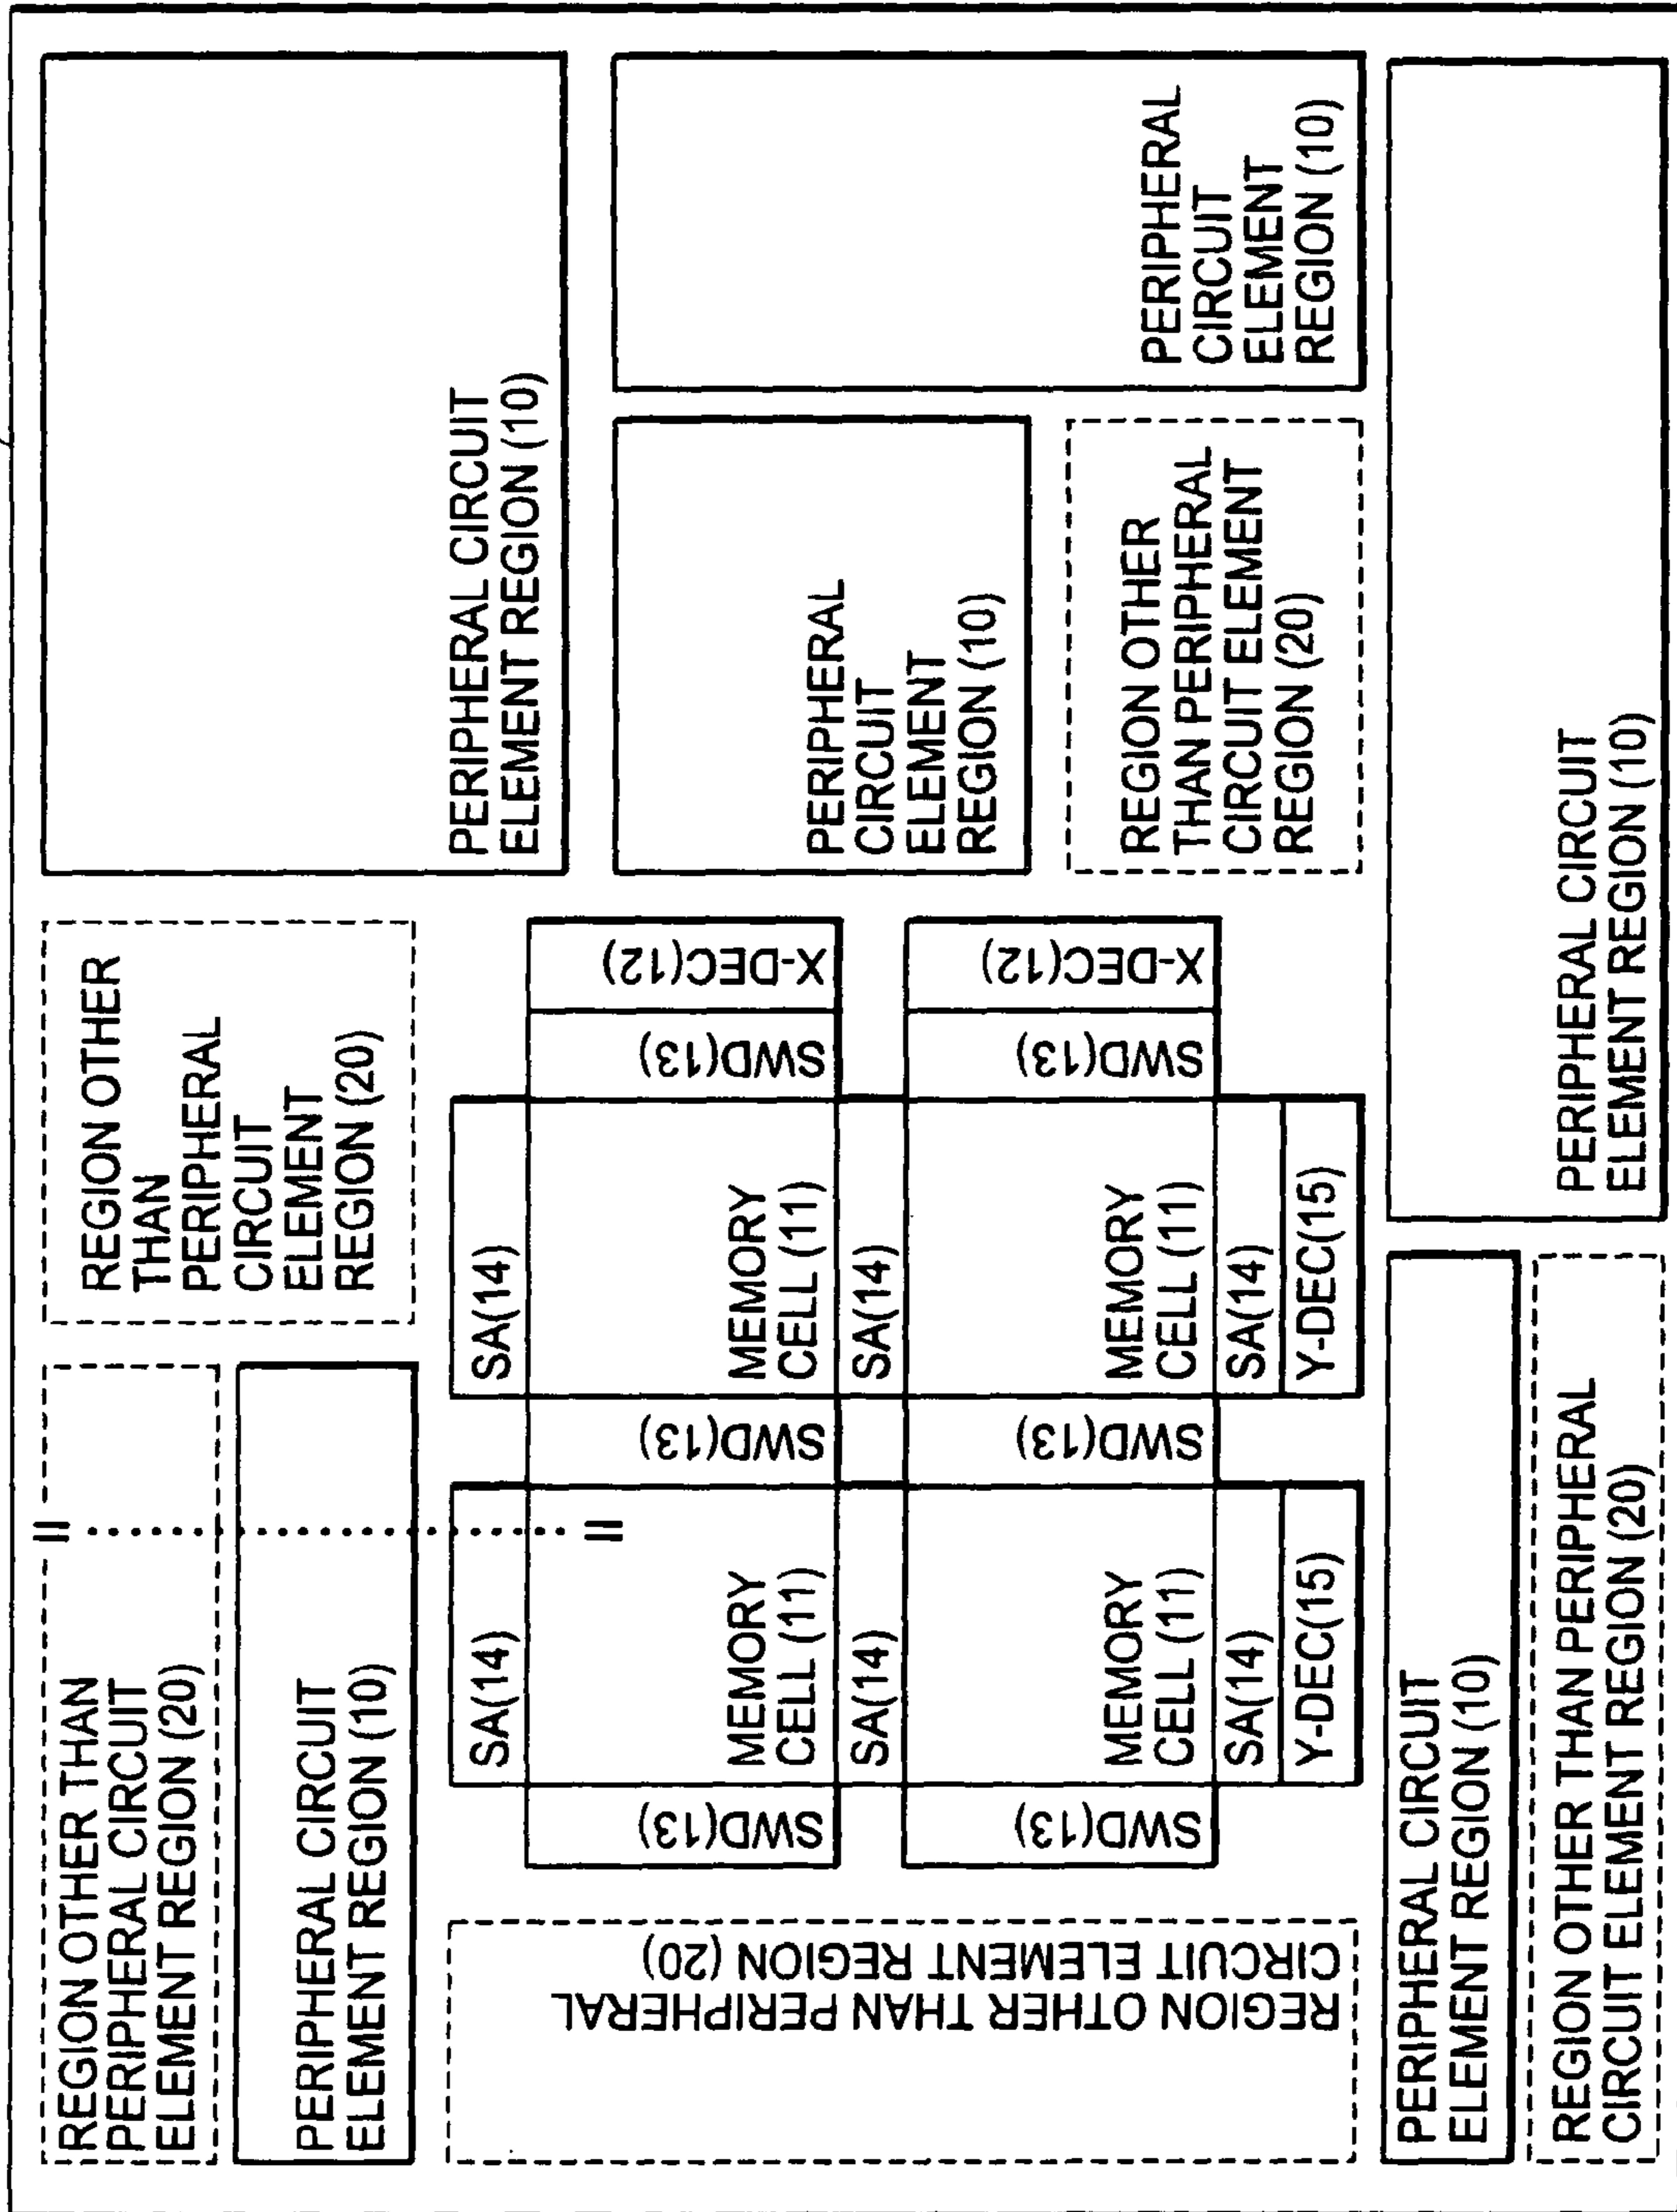 REGION OTHER THAN
PERIPHERAL CIRCUIT
ELEMENT REGION (20)
II
REGION OTHER
THAN
PERIPHERAL
CIRCUIT
ELEMENT
REGION (20)
PERIPHERAL CIRCUIT
ELEMENT REGION (10)
PERIPHERAL CIRCUIT
ELEMENT REGION (10)
REGION OTHER THAN PERIPHERAL
CIRCUIT ELEMENT REGION (20)
SA(14)
SA(14)
II
SWD(13)
MEMORY
CELL (11)
SWD(13)
MEMORY
CELL (11)
SWD(13)
X-DEC(12)
SA(14)
SA(14)
SWD(13)
MEMORY
CELL (11)
SWD(13)
MEMORY
CELL (11)
SWD(13)
X-DEC(12)
SA(14)
SA(14)
Y-DEC(15)
Y-DEC(15)
PERIPHERAL
CIRCUIT
ELEMENT
REGION (10)
REGION OTHER
THAN PERIPHERAL
CIRCUIT ELEMENT
REGION (20)
PERIPHERAL
CIRCUIT
ELEMENT
REGION (10)
PERIPHERAL CIRCUIT
ELEMENT REGION (10)
REGION OTHER THAN PERIPHERAL
CIRCUIT ELEMENT REGION (20)
PERIPHERAL CIRCUIT
ELEMENT REGION (10)